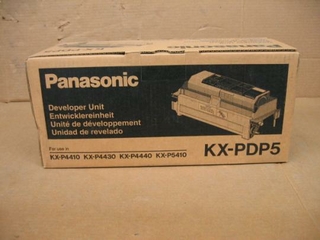 Panasonic
Developer Unit
Entwicklereinheit
Unité de développement
Unidad de revelado
For use in
KX-P4410 KX-P4430 KX-P4440 KX-P5410
KX-PDP5